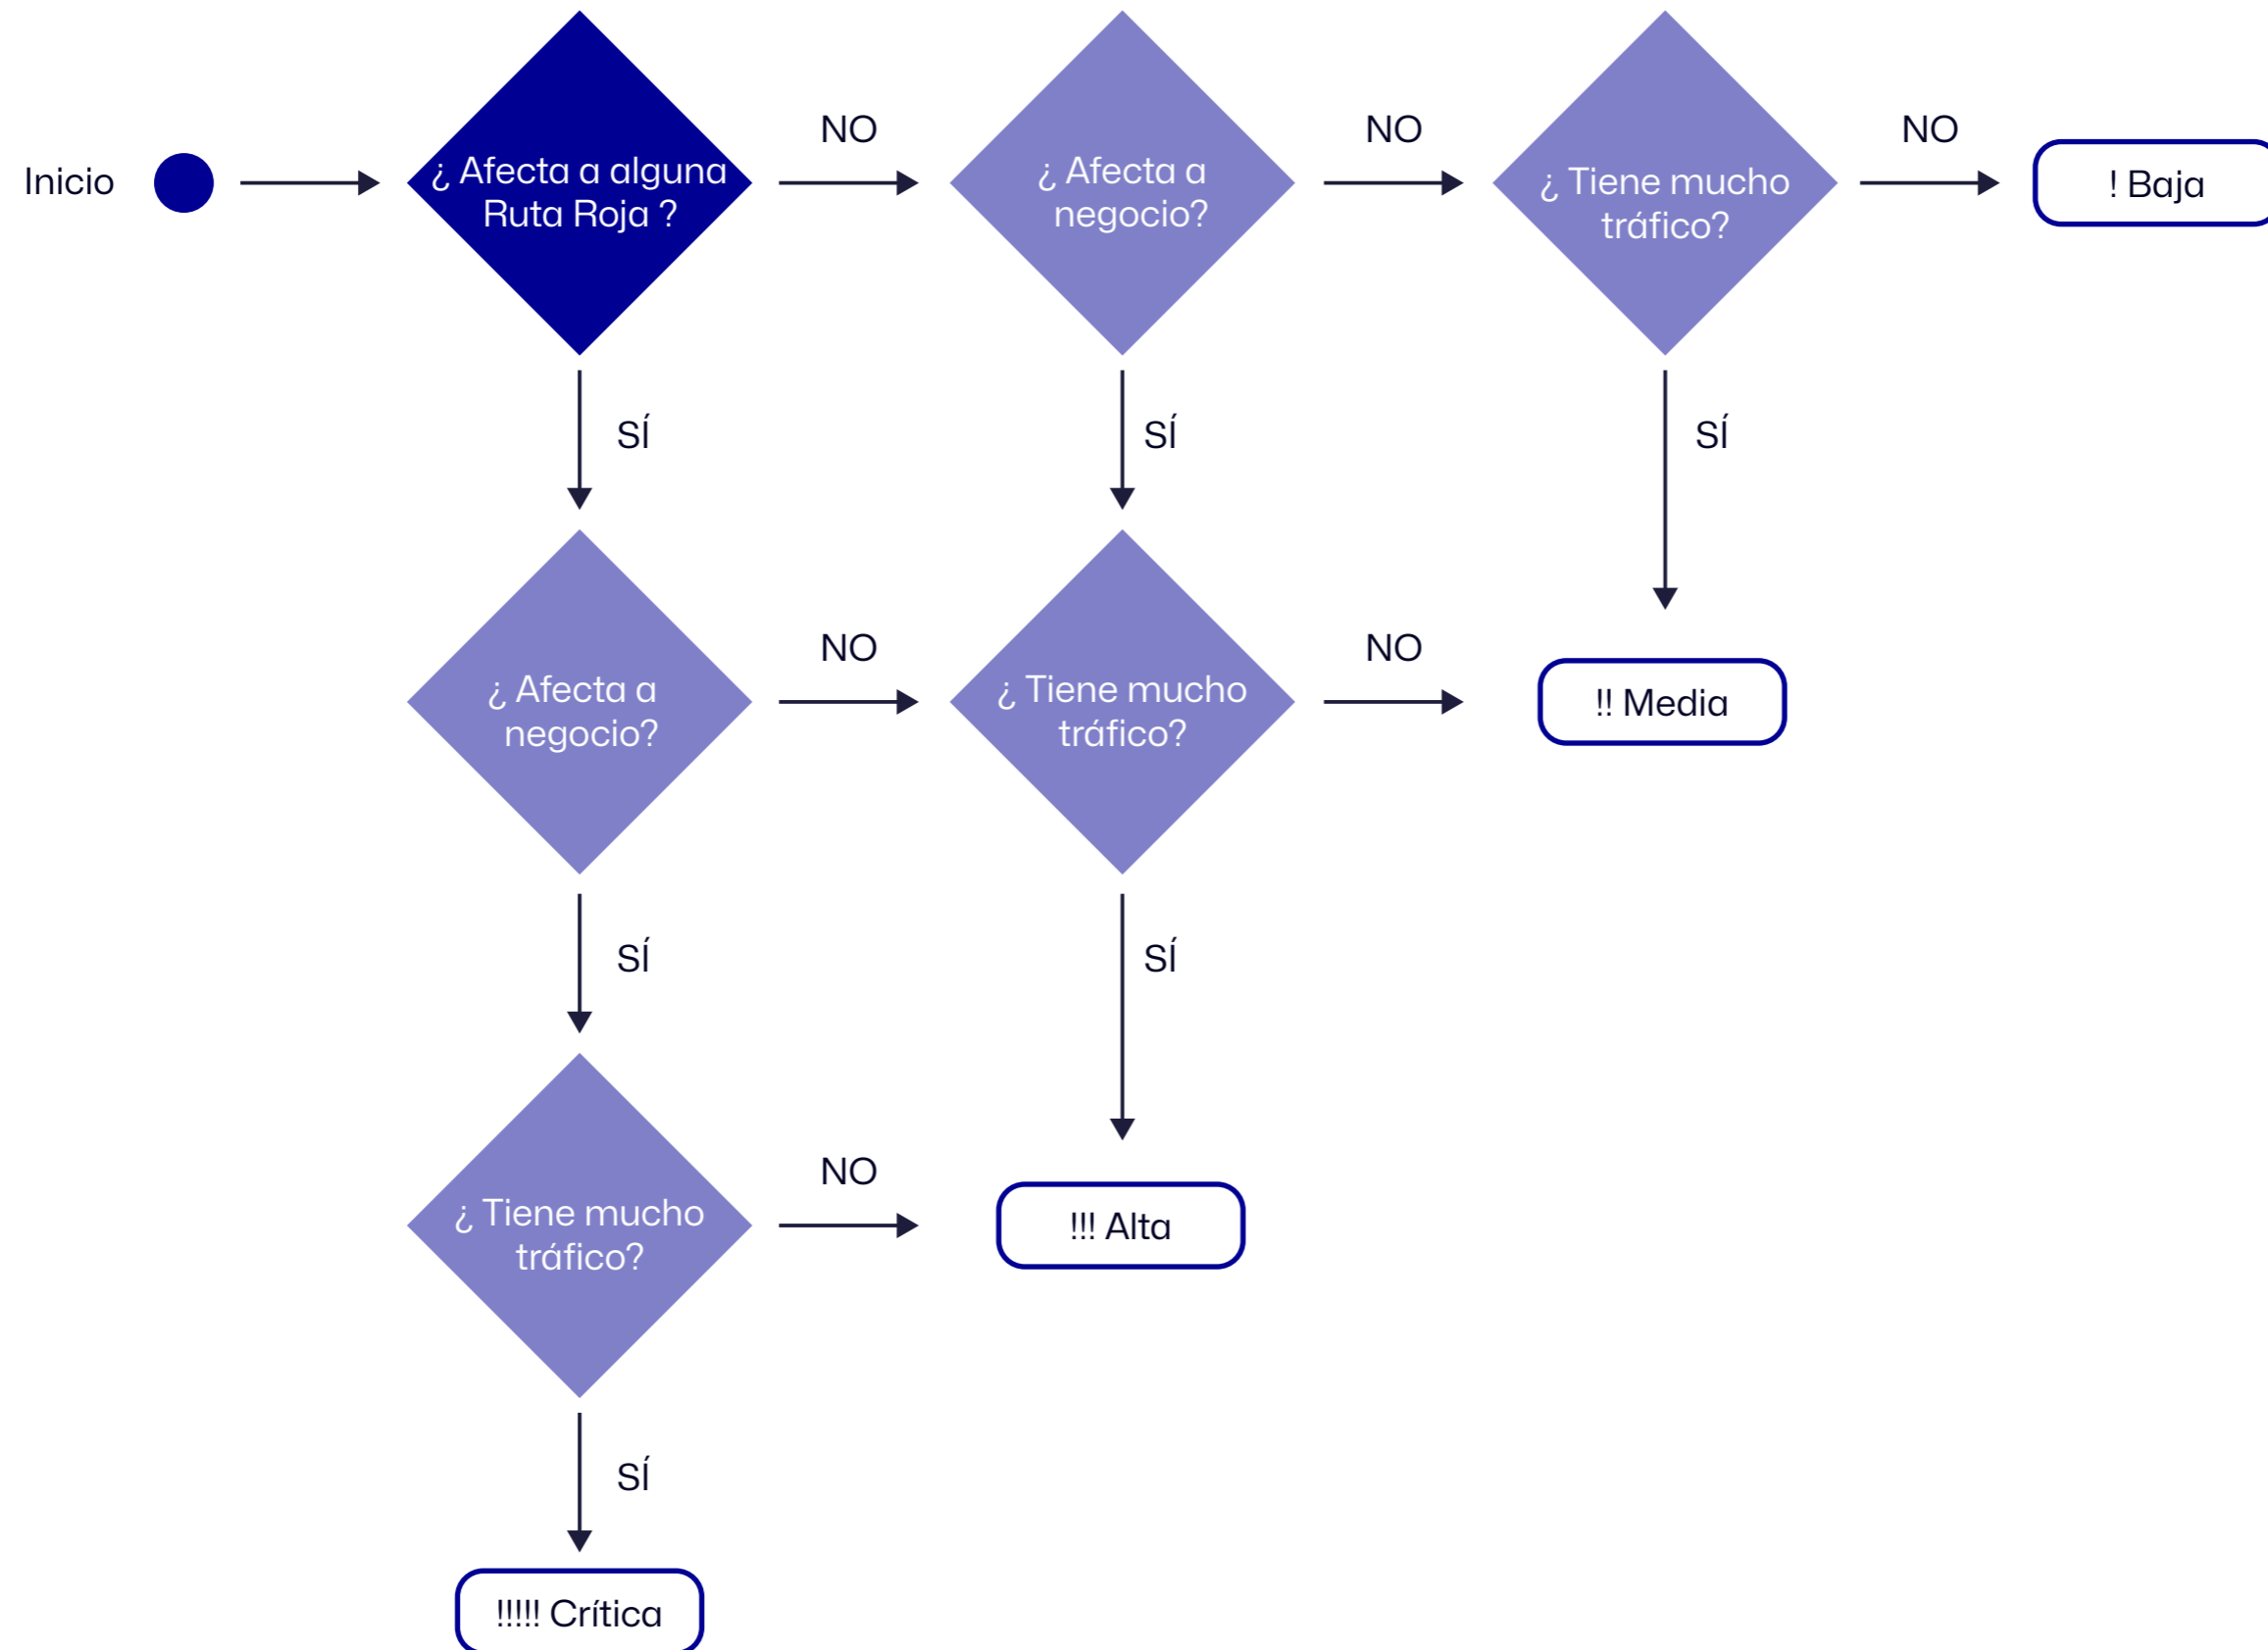 Inicio
¿ Afecta a alguna
Ruta Roja ?
NO
¿ Afecta a
negocio?
NO
¿ Tiene mucho
tráfico?
NO
! Baja
SÍ
SÍ
SÍ
¿ Afecta a
negocio?
NO
¿ Tiene mucho
tráfico?
NO
!! Media
SÍ
SÍ
¿ Tiene mucho
tráfico?
NO
!!! Alta
SÍ
!!!!! Crítica